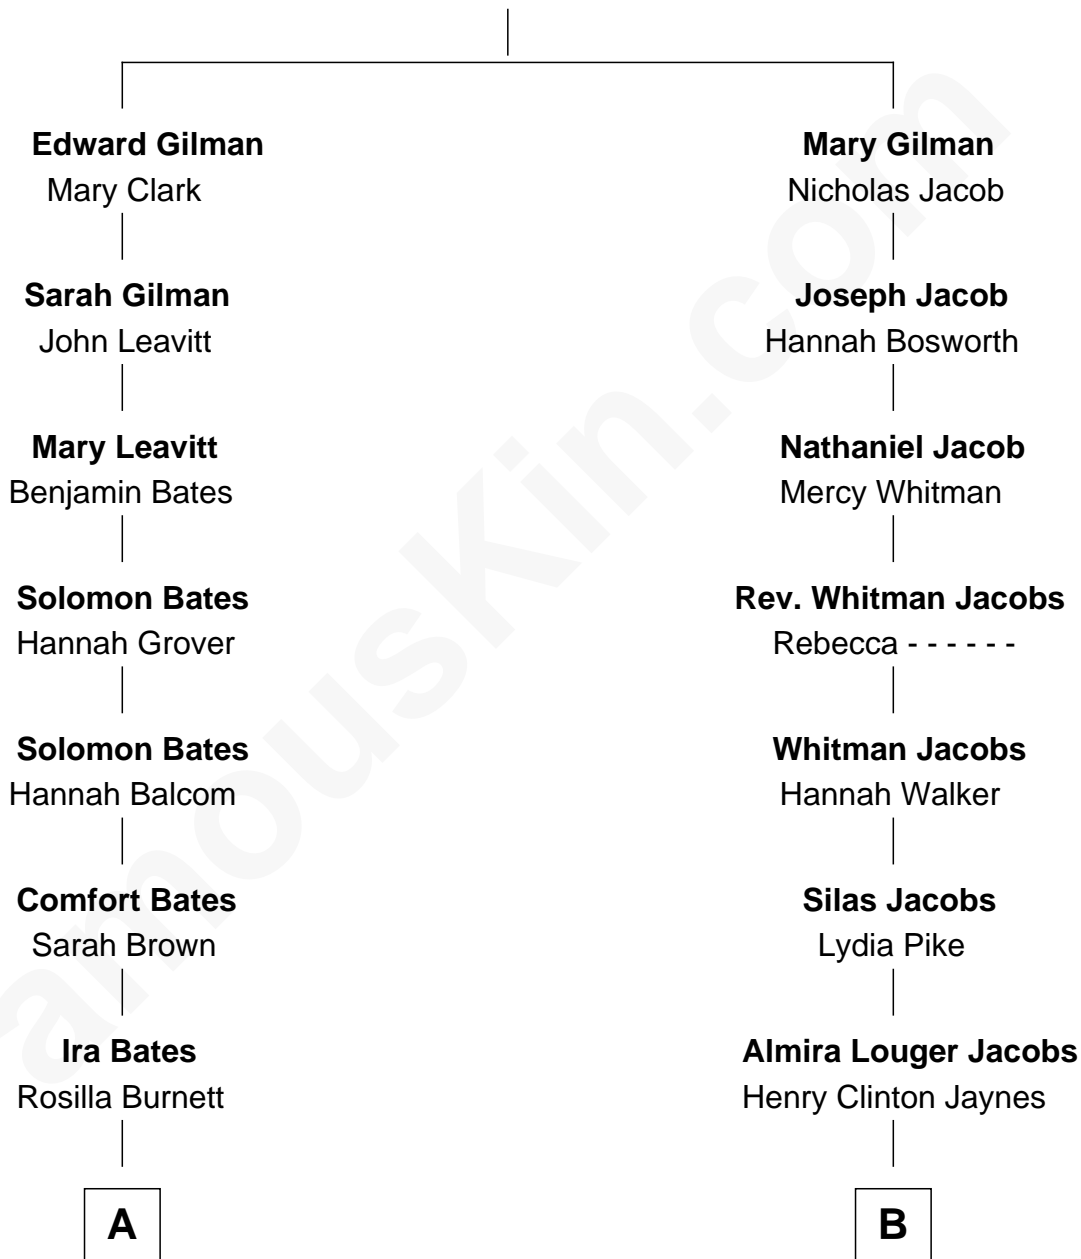 Edward Gilman
Mary Clark
Sarah Gilman
John Leavitt
Mary Leavitt
Benjamin Bates
Solomon Bates
Hannah Grover
Solomon Bates
Hannah Balcom
Comfort Bates
Sarah Brown
Ira Bates
Rosilla Burnett
A
Mary Gilman
Nicholas Jacob
Joseph Jacob
Hannah Bosworth
Nathaniel Jacob
Mercy Whitman
Rev. Whitman Jacobs
Rebecca - - - - - -
Whitman Jacobs
Hannah Walker
Silas Jacobs
Lydia Pike
Almira Louger Jacobs
Henry Clinton Jaynes
B
amouskin.com